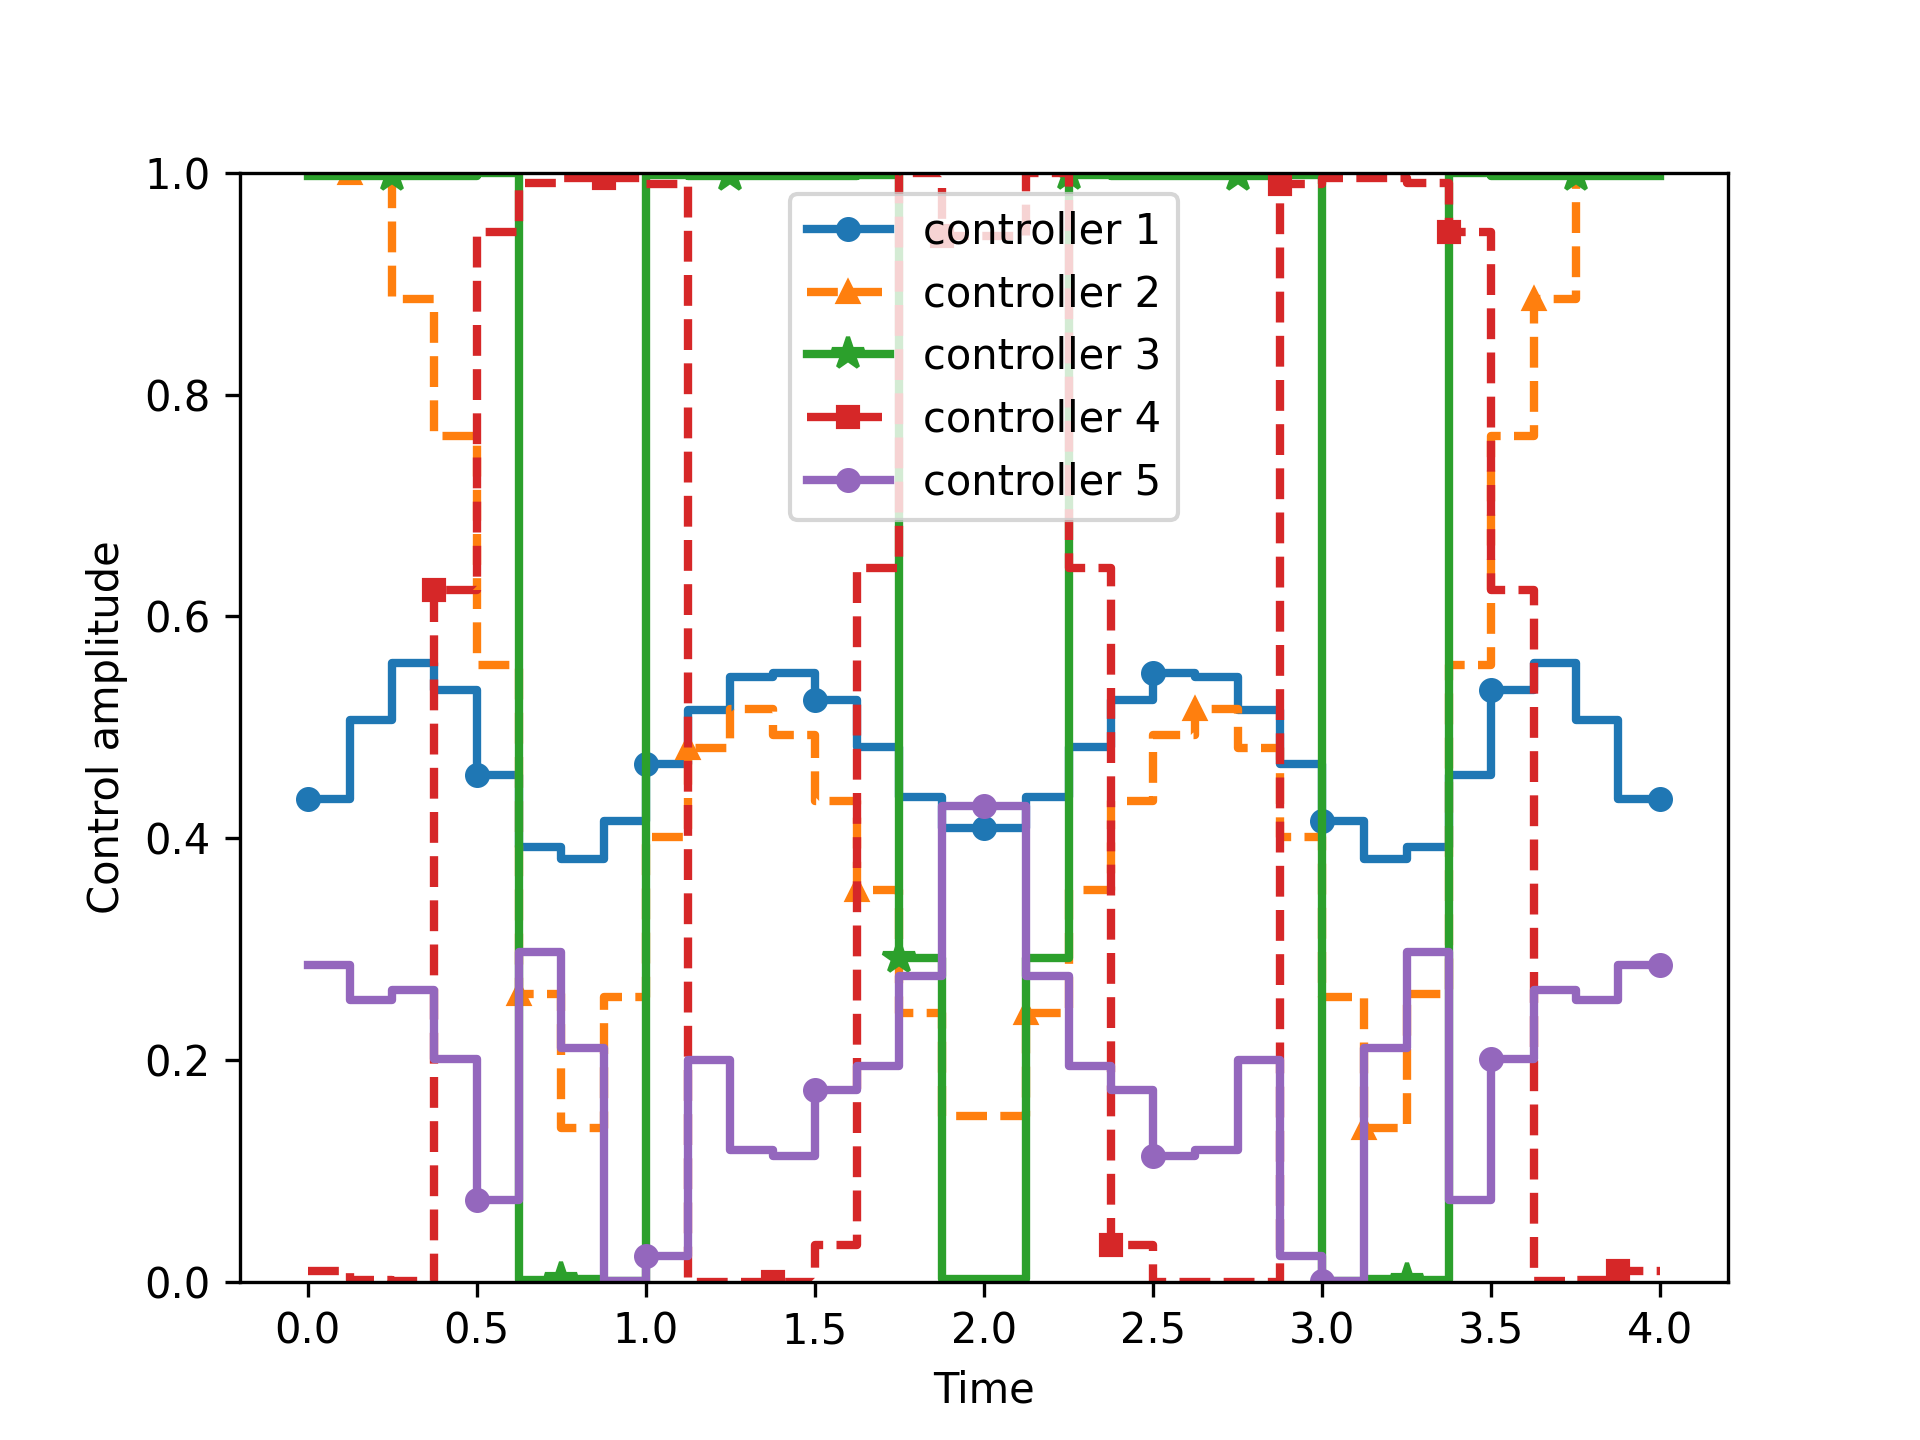 1.0
0.8
0.6
0.4
0.2
0.0
Control amplitude
controller 1
controller 2
controller 3
controller 4
controller 5
0.0 0.5 1.0 1.5 2.0 2.5 3.0 3.5 4.0
Time